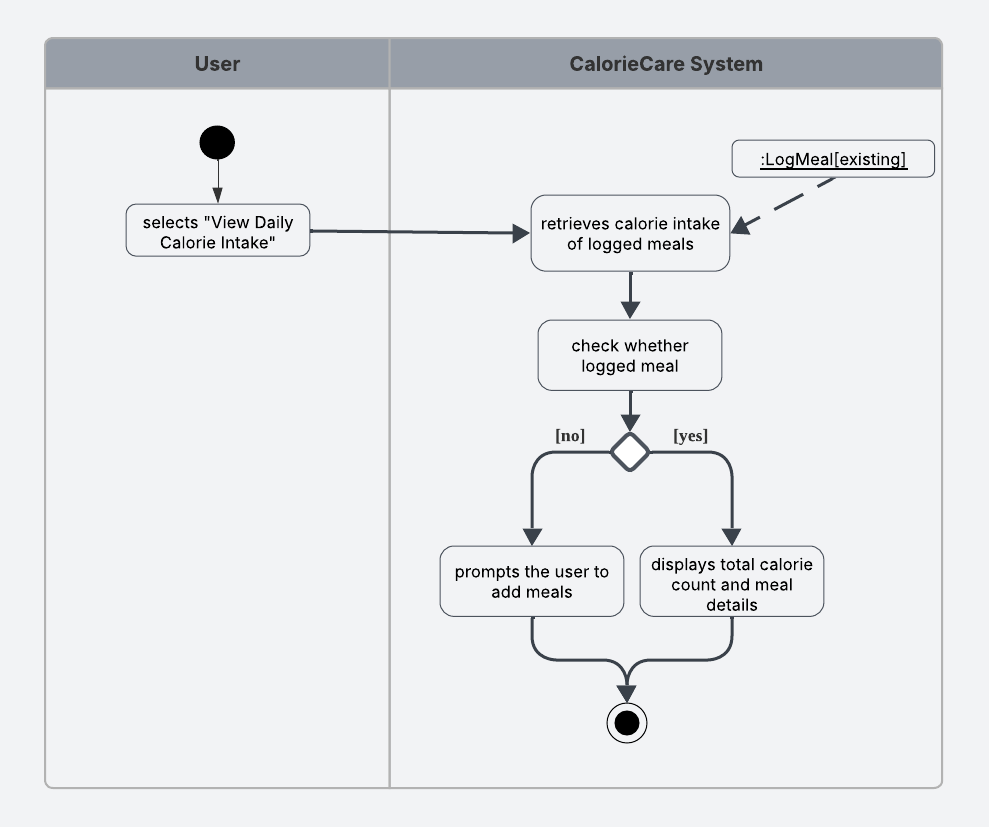 User
CalorieCare System
:LogMeal[existing]
selects "View Daily
Calorie Intake"
retrieves calorie intake
of logged meals
check whether
logged meal
[no]
[yes]
prompts the user to
add meals
displays total calorie
count and meal
details